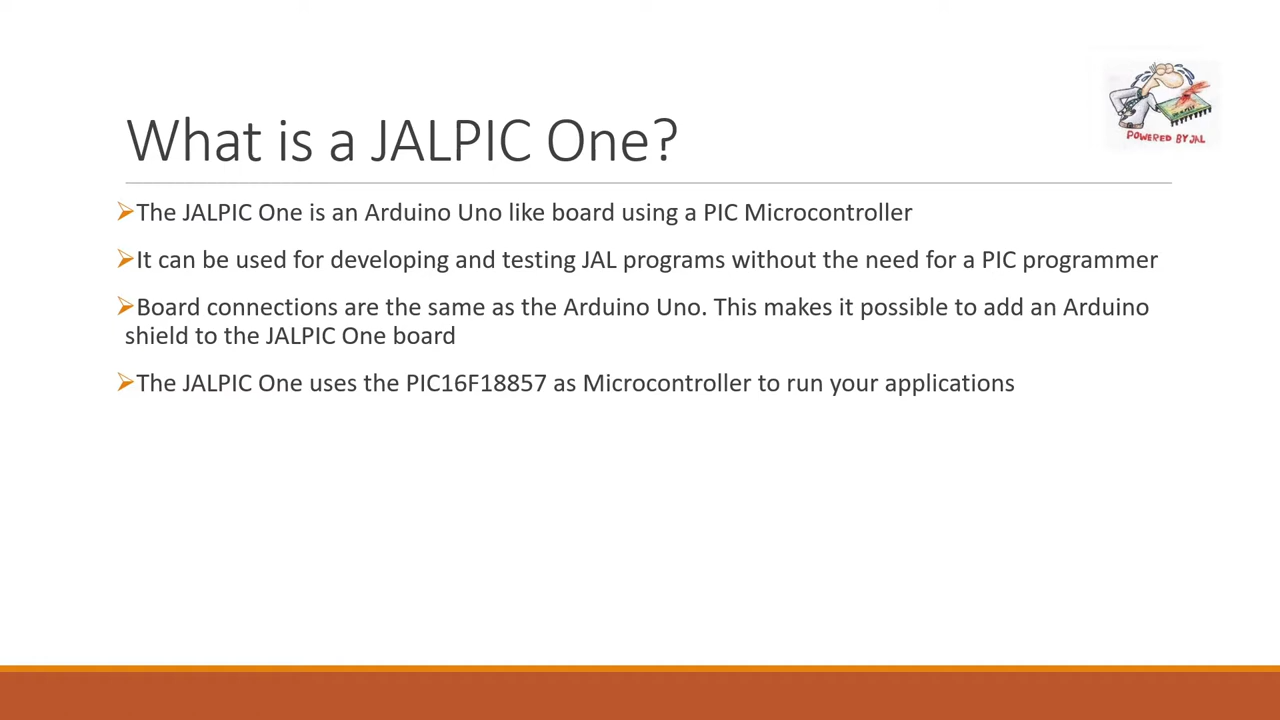 What is a JALPIC One?
POWERED BY JAL
➢The JALPIC One is an Arduino Uno like board using a PIC Microcontroller
➢It can be used for developing and testing JAL programs without the need for a PIC programmer
➢Board connections are the same as the Arduino Uno. This makes it possible to add an Arduino
shield to the JALPIC One board
➢The JALPIC One uses the PIC16F18857 as Microcontroller to run your applications